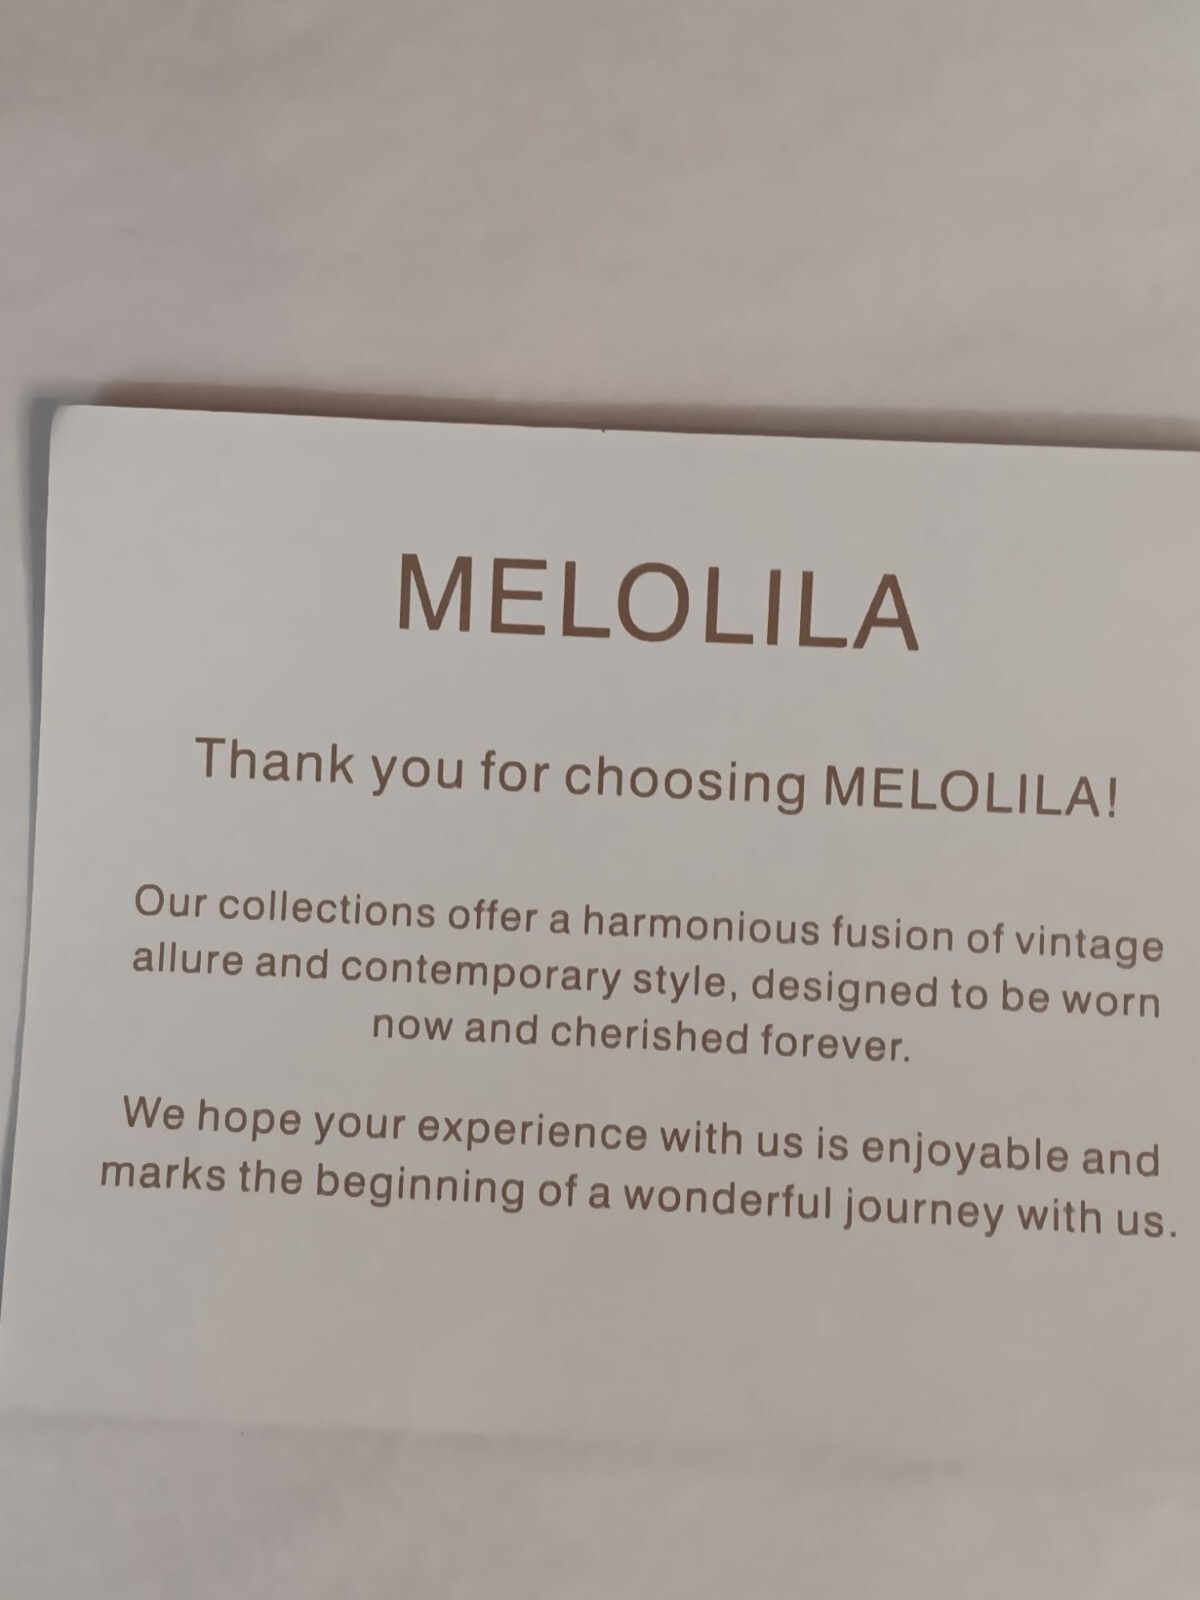 MELOLILA
Thank you for choosing MELOLILA!
Our collections offer a harmonious fusion of vintage
allure and contemporary style, designed to be worn
now and cherished forever.
We hope your experience with us is enjoyable and
marks the beginning of a wonderful journey with us.